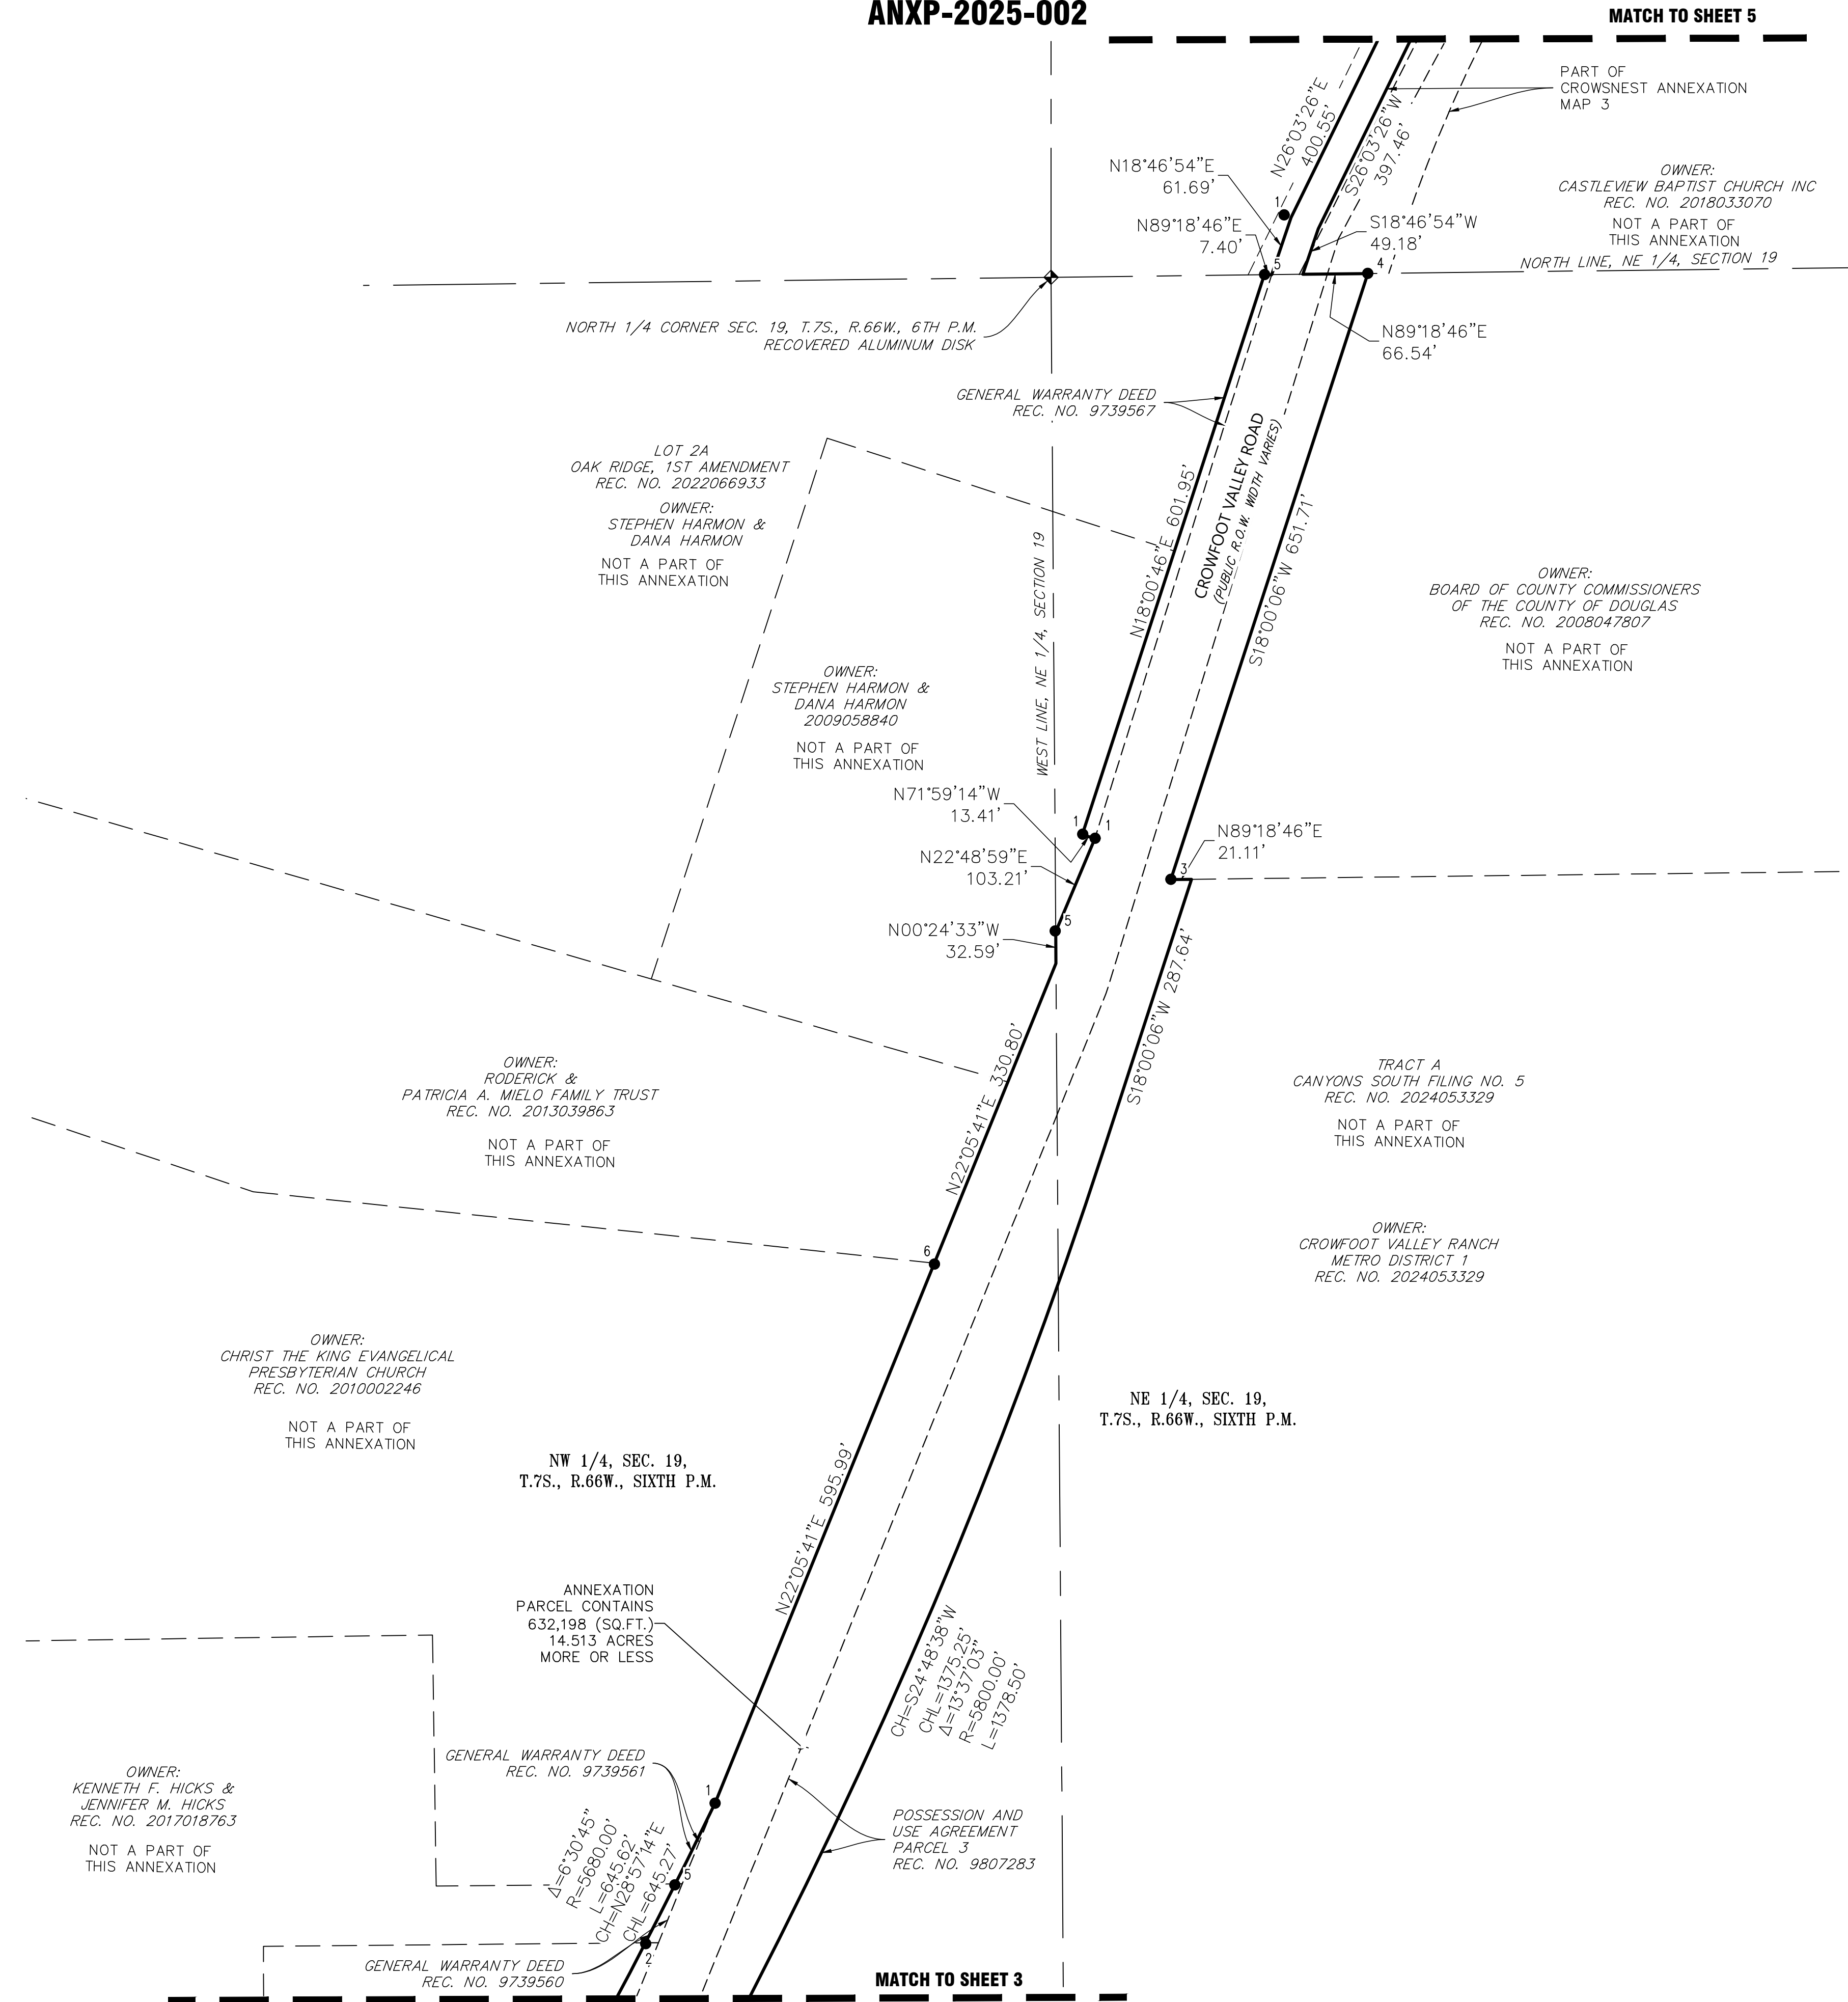 ANXP-2025-002
MATCH TO SHEET 5
PART OF
CROWSNEST ANNEXATION
MAP 3
N26°03'26"E
400.55'
S26°03'26"W
397.46'
N18°46'54"E
61.69'
1
N89°18'46"E
7.40'
5
S18°46'54"W
49.18'
4
OWNER:
CASTLEVIEW BAPTIST CHURCH INC
REC. NO. 2018033070
NOT A PART OF
THIS ANNEXATION
NORTH LINE, NE 1/4, SECTION 19
NORTH 1/4 CORNER SEC. 19, T.7S., R.66W., 6TH P.M.
RECOVERED ALUMINUM DISK
N89°18'46"E
66.54'
GENERAL WARRANTY DEED
REC. NO. 9739567
LOT 2A
OAK RIDGE, 1ST AMENDMENT
REC. NO. 2022066933
OWNER:
STEPHEN HARMON &
DANA HARMON
NOT A PART OF
THIS ANNEXATION
CROWFOOT VALLEY ROAD
(PUBLIC R.O.W. WIDTH VARIES)
N18°00'46"E 601.95'
S18°00'06"W 651.71'
WEST LINE, NE 1/4, SECTION 19
OWNER:
BOARD OF COUNTY COMMISSIONERS
OF THE COUNTY OF DOUGLAS
REC. NO. 2008047807
NOT A PART OF
THIS ANNEXATION
OWNER:
STEPHEN HARMON &
DANA HARMON
2009058840
NOT A PART OF
THIS ANNEXATION
N71°59'14"W
13.41'
1
1
N89°18'46"E
21.11'
3
N22°48'59"E
103.21'
5
N00°24'33"W
32.59'
S18°00'06"W 287.64'
N22°05'41"E 330.80'
OWNER:
RODERICK &
PATRICIA A. MIELO FAMILY TRUST
REC. NO. 2013039863
NOT A PART OF
THIS ANNEXATION
TRACT A
CANYONS SOUTH FILING NO. 5
REC. NO. 2024053329
NOT A PART OF
THIS ANNEXATION
OWNER:
CROWFOOT VALLEY RANCH
METRO DISTRICT 1
REC. NO. 2024053329
6
OWNER:
CHRIST THE KING EVANGELICAL
PRESBYTERIAN CHURCH
REC. NO. 2010002246
NOT A PART OF
THIS ANNEXATION
NE 1/4, SEC. 19,
T.7S., R.66W., SIXTH P.M.
NW 1/4, SEC. 19,
T.7S., R.66W., SIXTH P.M.
N22°05'41"E 595.99'
ANNEXATION
PARCEL CONTAINS
632,198 (SQ.FT.)
14.513 ACRES
MORE OR LESS
CH=S24°48'38"W
CHL=1375.25'
Δ=13°37'03"
R=5800.00'
L=1378.50'
GENERAL WARRANTY DEED
REC. NO. 9739561
1
OWNER:
KENNETH F. HICKS &
JENNIFER M. HICKS
REC. NO. 2017018763
NOT A PART OF
THIS ANNEXATION
POSSESSION AND
USE AGREEMENT
PARCEL 3
REC. NO. 9807283
Δ=6°30'45"
R=5680.00'
L=645.62'
CH=N28°57'14"E
CHL=645.27'
5
2
GENERAL WARRANTY DEED
REC. NO. 9739560
MATCH TO SHEET 3